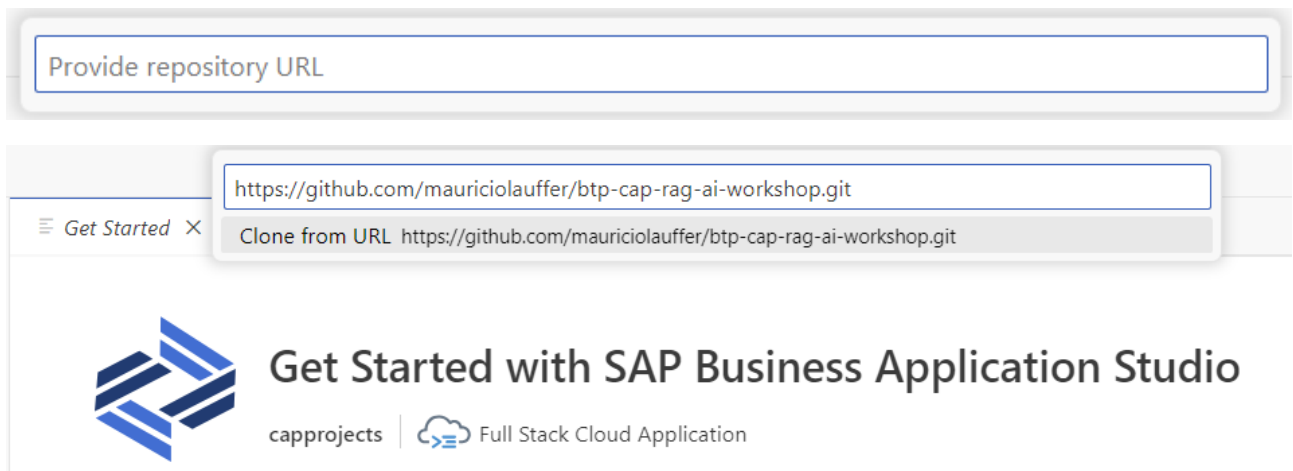 Provide repository URL
https://github.com/mauriciolauffer/btp-cap-rag-ai-workshop.git
Clone from URL https://github.com/mauriciolauffer/btp-cap-rag-ai-workshop.git
Get Started
Get Started with SAP Business Application Studio
capprojects Full Stack Cloud Application